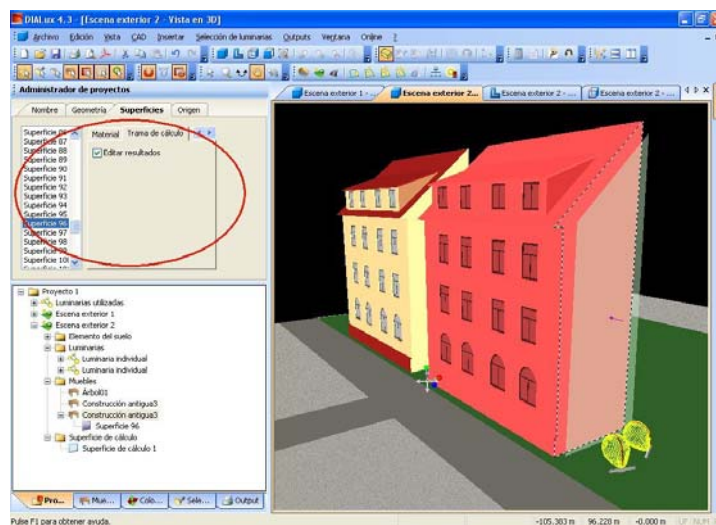 DIALux 4.3 - [Escena exterior 2 - Vista en 3D]
Archivo Edición Vista CAD Insertar Selección de luminarias Outputs Ventana Online ?
Administrador de proyectos
Escena exterior 1 - ... Escena exterior 2... Escena exterior 2 - ... Escena exterior 2 - ...
Nombre Geometría Superficies Origen
Material Trama de cálculo
Editar resultados
Superficie 86
Superficie 87
Superficie 88
Superficie 89
Superficie 90
Superficie 91
Superficie 92
Superficie 93
Superficie 94
Superficie 95
Superficie 96
Superficie 97
Superficie 98
Proyecto 1
Luminarias utilizadas
Escena exterior 1
Escena exterior 2
Elemento del suelo
Luminarias
Luminaria individual
Luminaria individual
Muebles
Árbol01
Construcción antigua3
Construcción antigua3
Superficie 96
Superficie de cálculo
Superficie de cálculo 1
Pro... Mue... Colo... Sele... Output
Pulse F1 para obtener ayuda.
-105.383 m 96.228 m -0.000 m